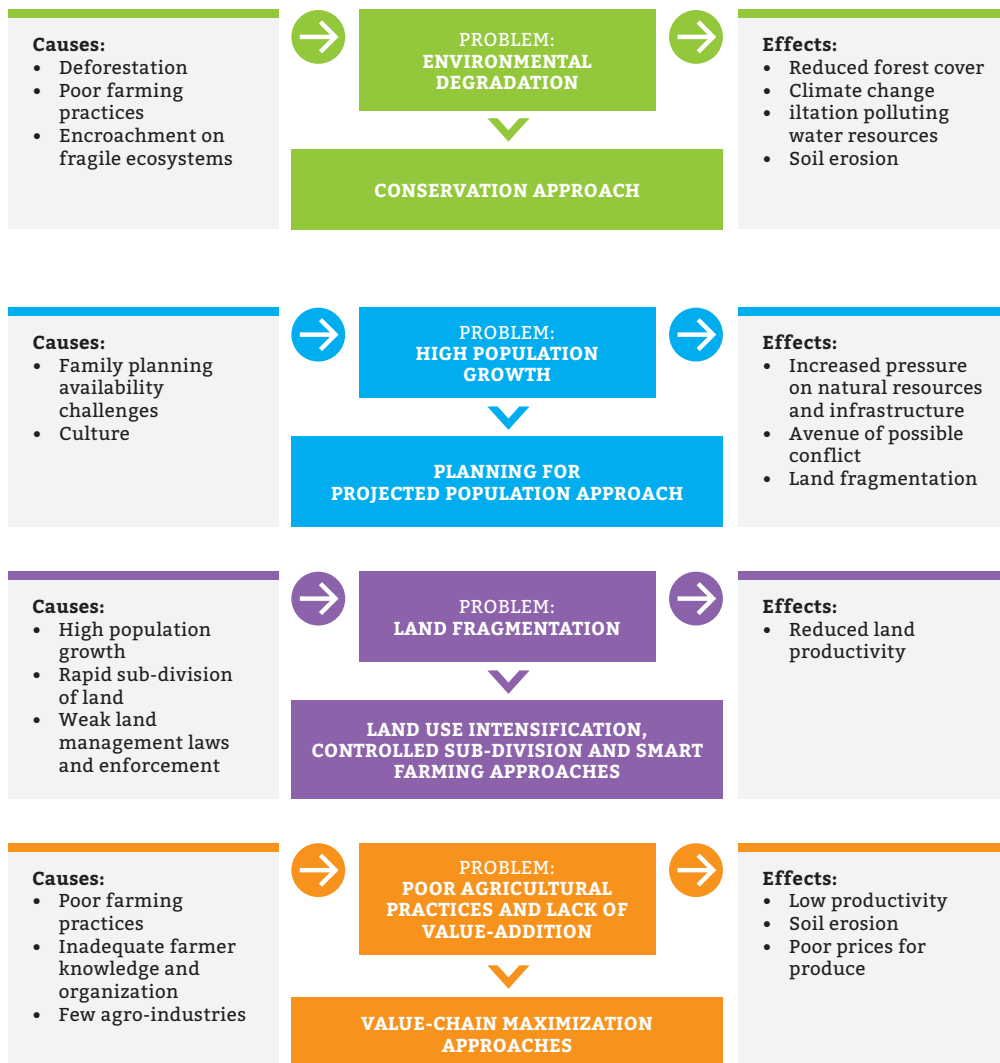 Causes:
• Deforestation
• Poor farming
practices
• Encroachment on
fragile ecosystems
PROBLEM:
ENVIRONMENTAL
DEGRADATION
CONSERVATION APPROACH
Effects:
• Reduced forest cover
• Climate change
• iltation polluting
water resources
• Soil erosion
Causes:
• Family planning
availability
challenges
• Culture
PROBLEM:
HIGH POPULATION
GROWTH
PLANNING FOR
PROJECTED POPULATION APPROACH
Effects:
• Increased pressure
on natural resources
and infrastructure
• Avenue of possible
conflict
• Land fragmentation
Causes:
• High population
growth
• Rapid sub-division
of land
• Weak land
management laws
and enforcement
PROBLEM:
LAND FRAGMENTATION
LAND USE INTENSIFICATION,
CONTROLLED SUB-DIVISION AND SMART
FARMING APPROACHES
Effects:
• Reduced land
productivity
Causes:
• Poor farming
practices
• Inadequate farmer
knowledge and
organization
• Few agro-industries
PROBLEM:
POOR AGRICULTURAL
PRACTICES AND LACK OF
VALUE-ADDITION
VALUE-CHAIN MAXIMIZATION
APPROACHES
Effects:
• Low productivity
• Soil erosion
• Poor prices for
produce